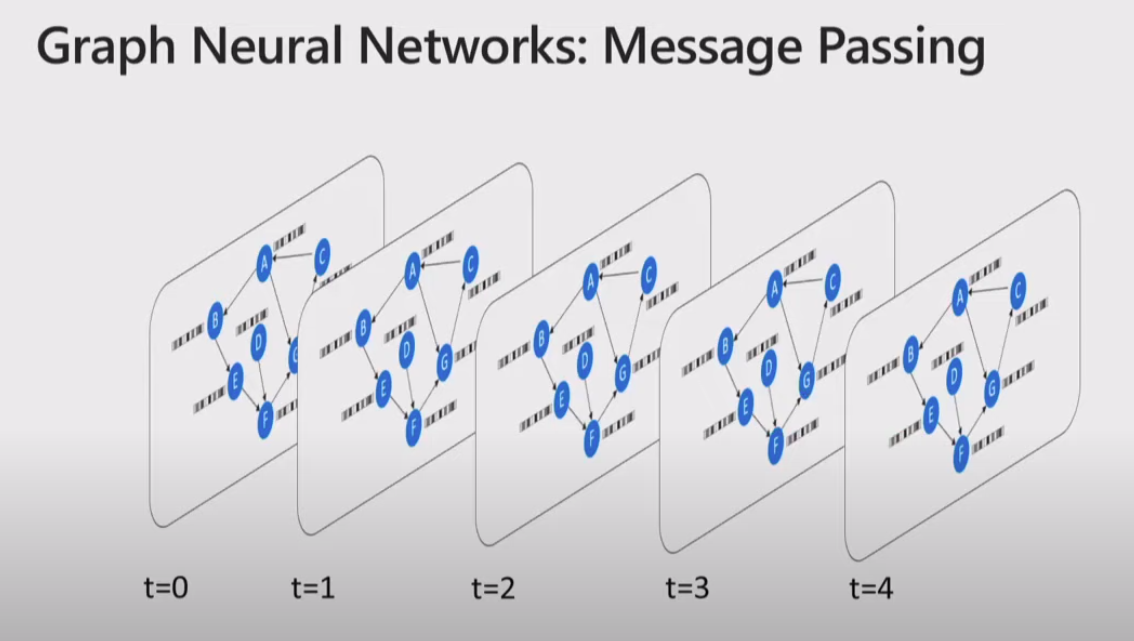 Graph Neural Networks: Message Passing
A C B D G E F
A C B D G E F
A C B D G E F
A C B D G E F
A C B D G E F
t=0 t=1 t=2 t=3 t=4